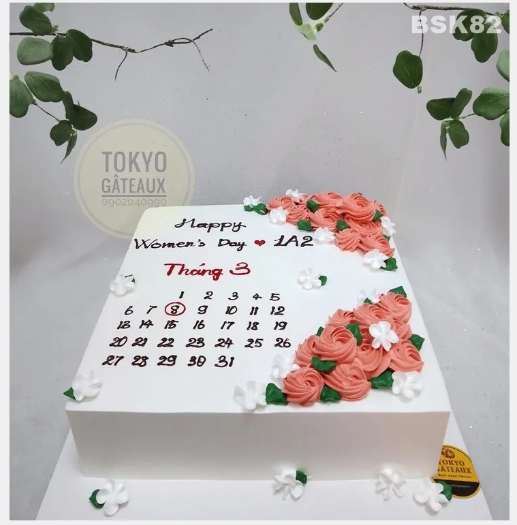 BSK82
TOKYO
GÂTEAUX
0902040090
Happy
Women's Day ❤ 1A2
Tháng 3
1 2 3 4 5
6 7 8 9 10 11 12
13 14 15 16 17 18 19
20 21 22 23 24 25 26
27 28 29 30 31
TOKYO
GÂTEAUX